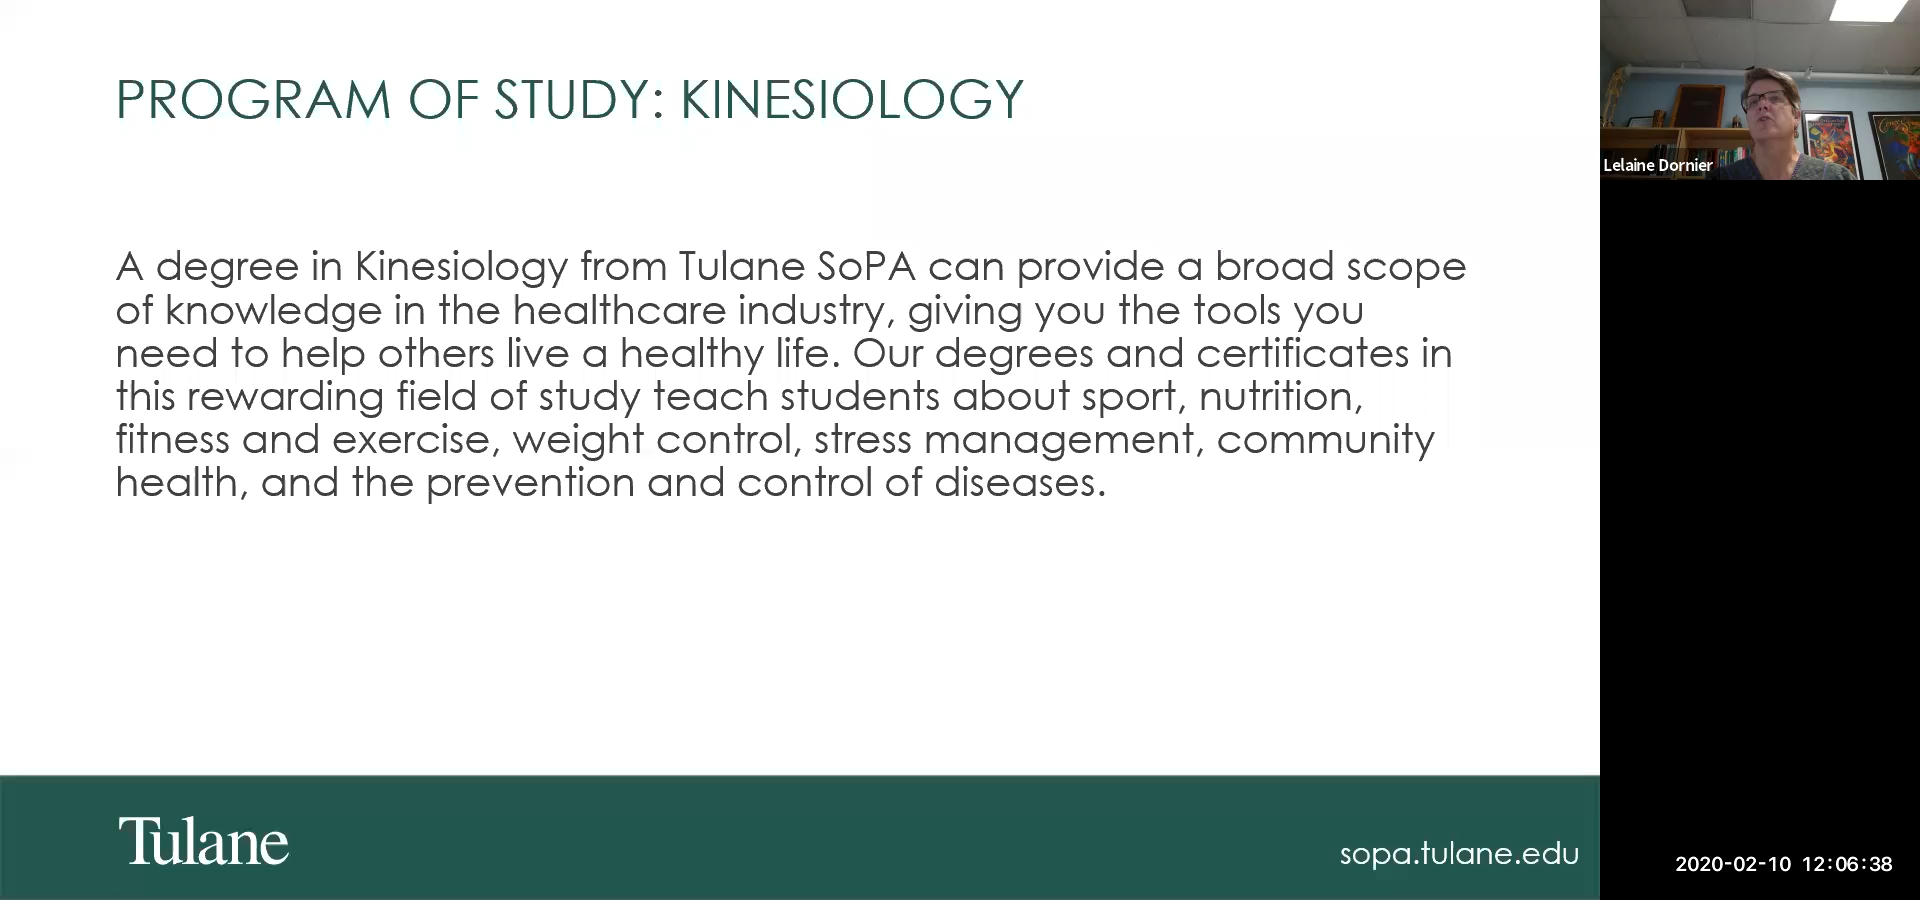 PROGRAM OF STUDY: KINESIOLOGY
A degree in Kinesiology from Tulane SoPA can provide a broad scope
of knowledge in the healthcare industry, giving you the tools you
need to help others live a healthy life. Our degrees and certificates in
this rewarding field of study teach students about sport, nutrition,
fitness and exercise, weight control, stress management, community
health, and the prevention and control of diseases.
Tulane
sopa.tulane.edu
Lelaine Dornier
2020-02-10 12:06:38